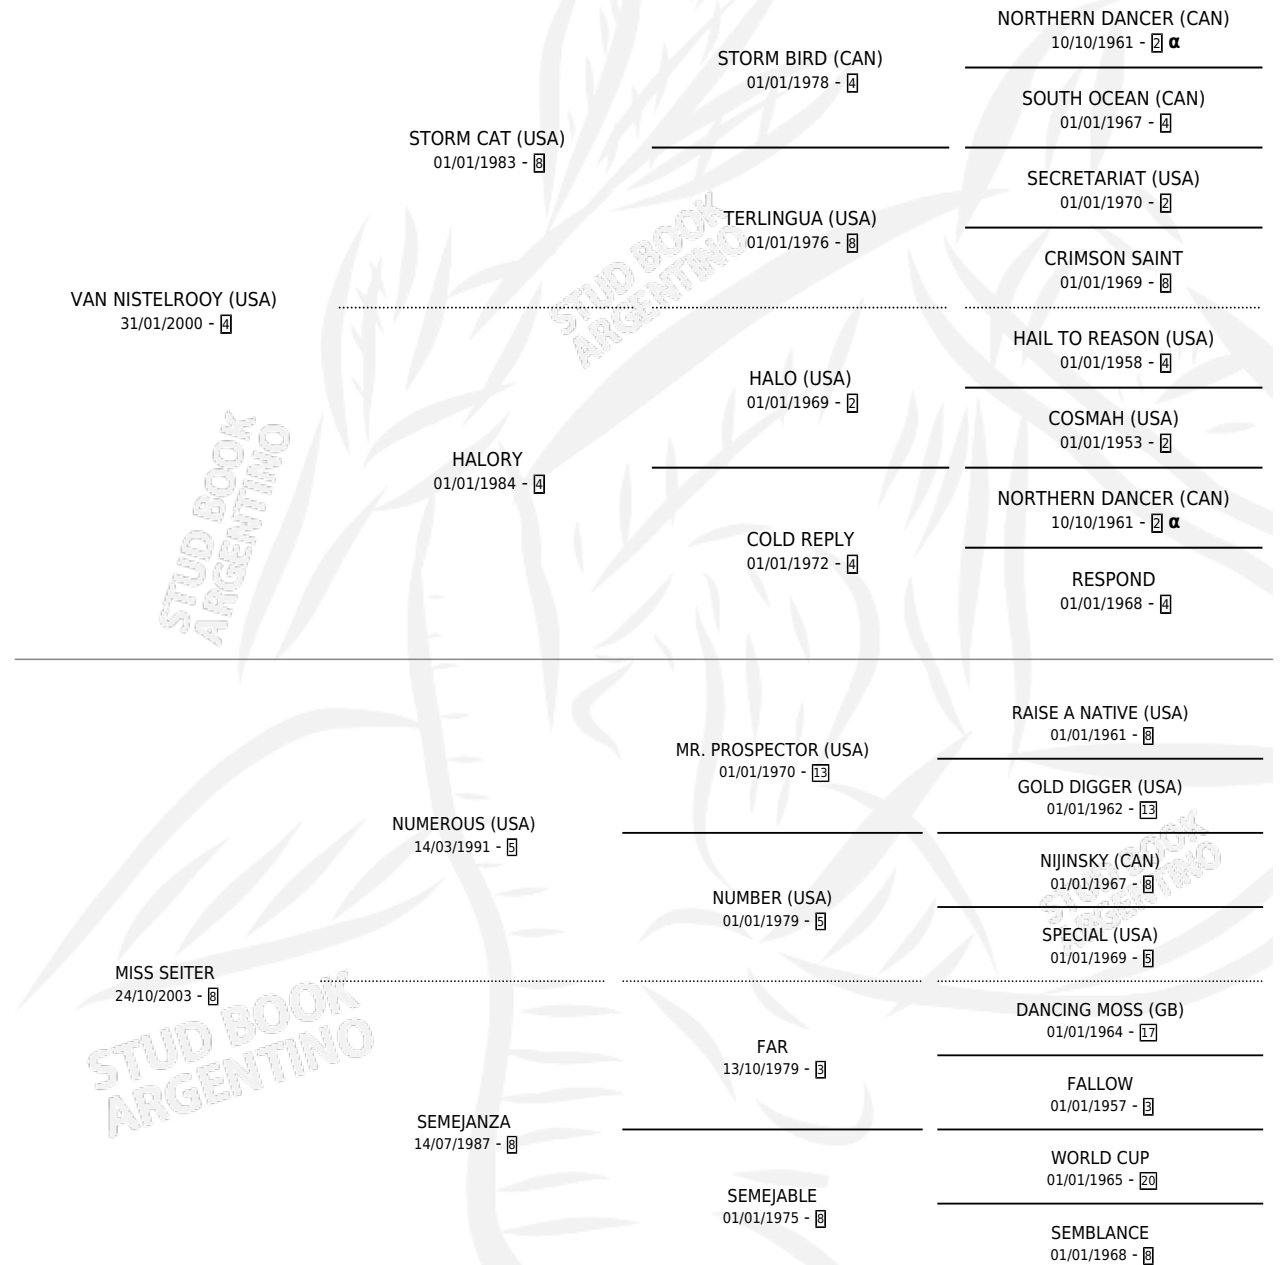 NORTHERN DANCER (CAN)
10/10/1961 - 2 α
STORM BIRD (CAN)
01/01/1978 - 4
SOUTH OCEAN (CAN)
01/01/1967 - 4
STORM CAT (USA)
01/01/1983 - 8
SECRETARIAT (USA)
01/01/1970 - 2
TERLINGUA (USA)
01/01/1976 - 8
CRIMSON SAINT
01/01/1969 - 8
VAN NISTELROOY (USA)
31/01/2000 - 4
HAIL TO REASON (USA)
01/01/1958 - 4
HALO (USA)
01/01/1969 - 2
COSMAH (USA)
01/01/1953 - 2
HALORY
01/01/1984 - 4
NORTHERN DANCER (CAN)
10/10/1961 - 2 α
COLD REPLY
01/01/1972 - 4
RESPOND
01/01/1968 - 4
RAISE A NATIVE (USA)
01/01/1961 - 8
MR. PROSPECTOR (USA)
01/01/1970 - 13
GOLD DIGGER (USA)
01/01/1962 - 13
NUMEROUS (USA)
14/03/1991 - 5
NIJINSKY (CAN)
01/01/1967 - 8
NUMBER (USA)
01/01/1979 - 5
SPECIAL (USA)
01/01/1969 - 5
MISS SEITER
24/10/2003 - 8
DANCING MOSS (GB)
01/01/1964 - 17
FAR
13/10/1979 - 3
FALLOW
01/01/1957 - 3
SEMEJANZA
14/07/1987 - 8
WORLD CUP
01/01/1965 - 20
SEMEJABLE
01/01/1975 - 8
SEMBLANCE
01/01/1968 - 8
STUD BOOK
ARGENTINO
STUD BOOK
ARGENTINO
STUD BOOK
ARGENTINO
STUD BOOK
ARGENTINO